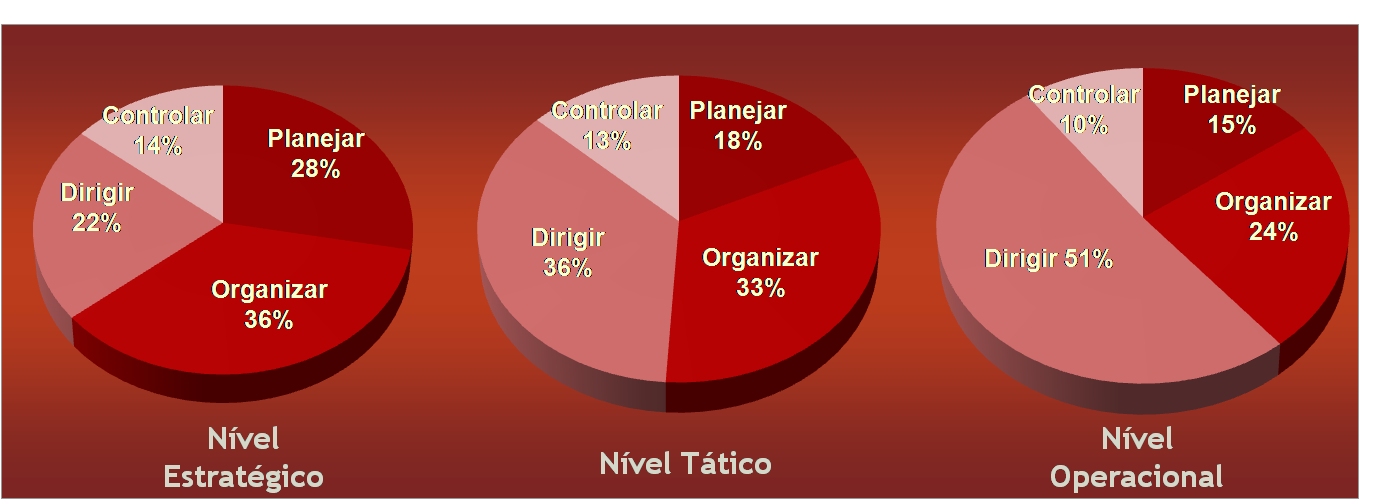 Controlar
14%
Planejar
28%
Dirigir
22%
Organizar
36%
Nível
Estratégico
Controlar
13%
Planejar
18%
Dirigir
36%
Organizar
33%
Nível Tático
Controlar
10%
Planejar
15%
Organizar
24%
Dirigir 51%
Nível
Operacional